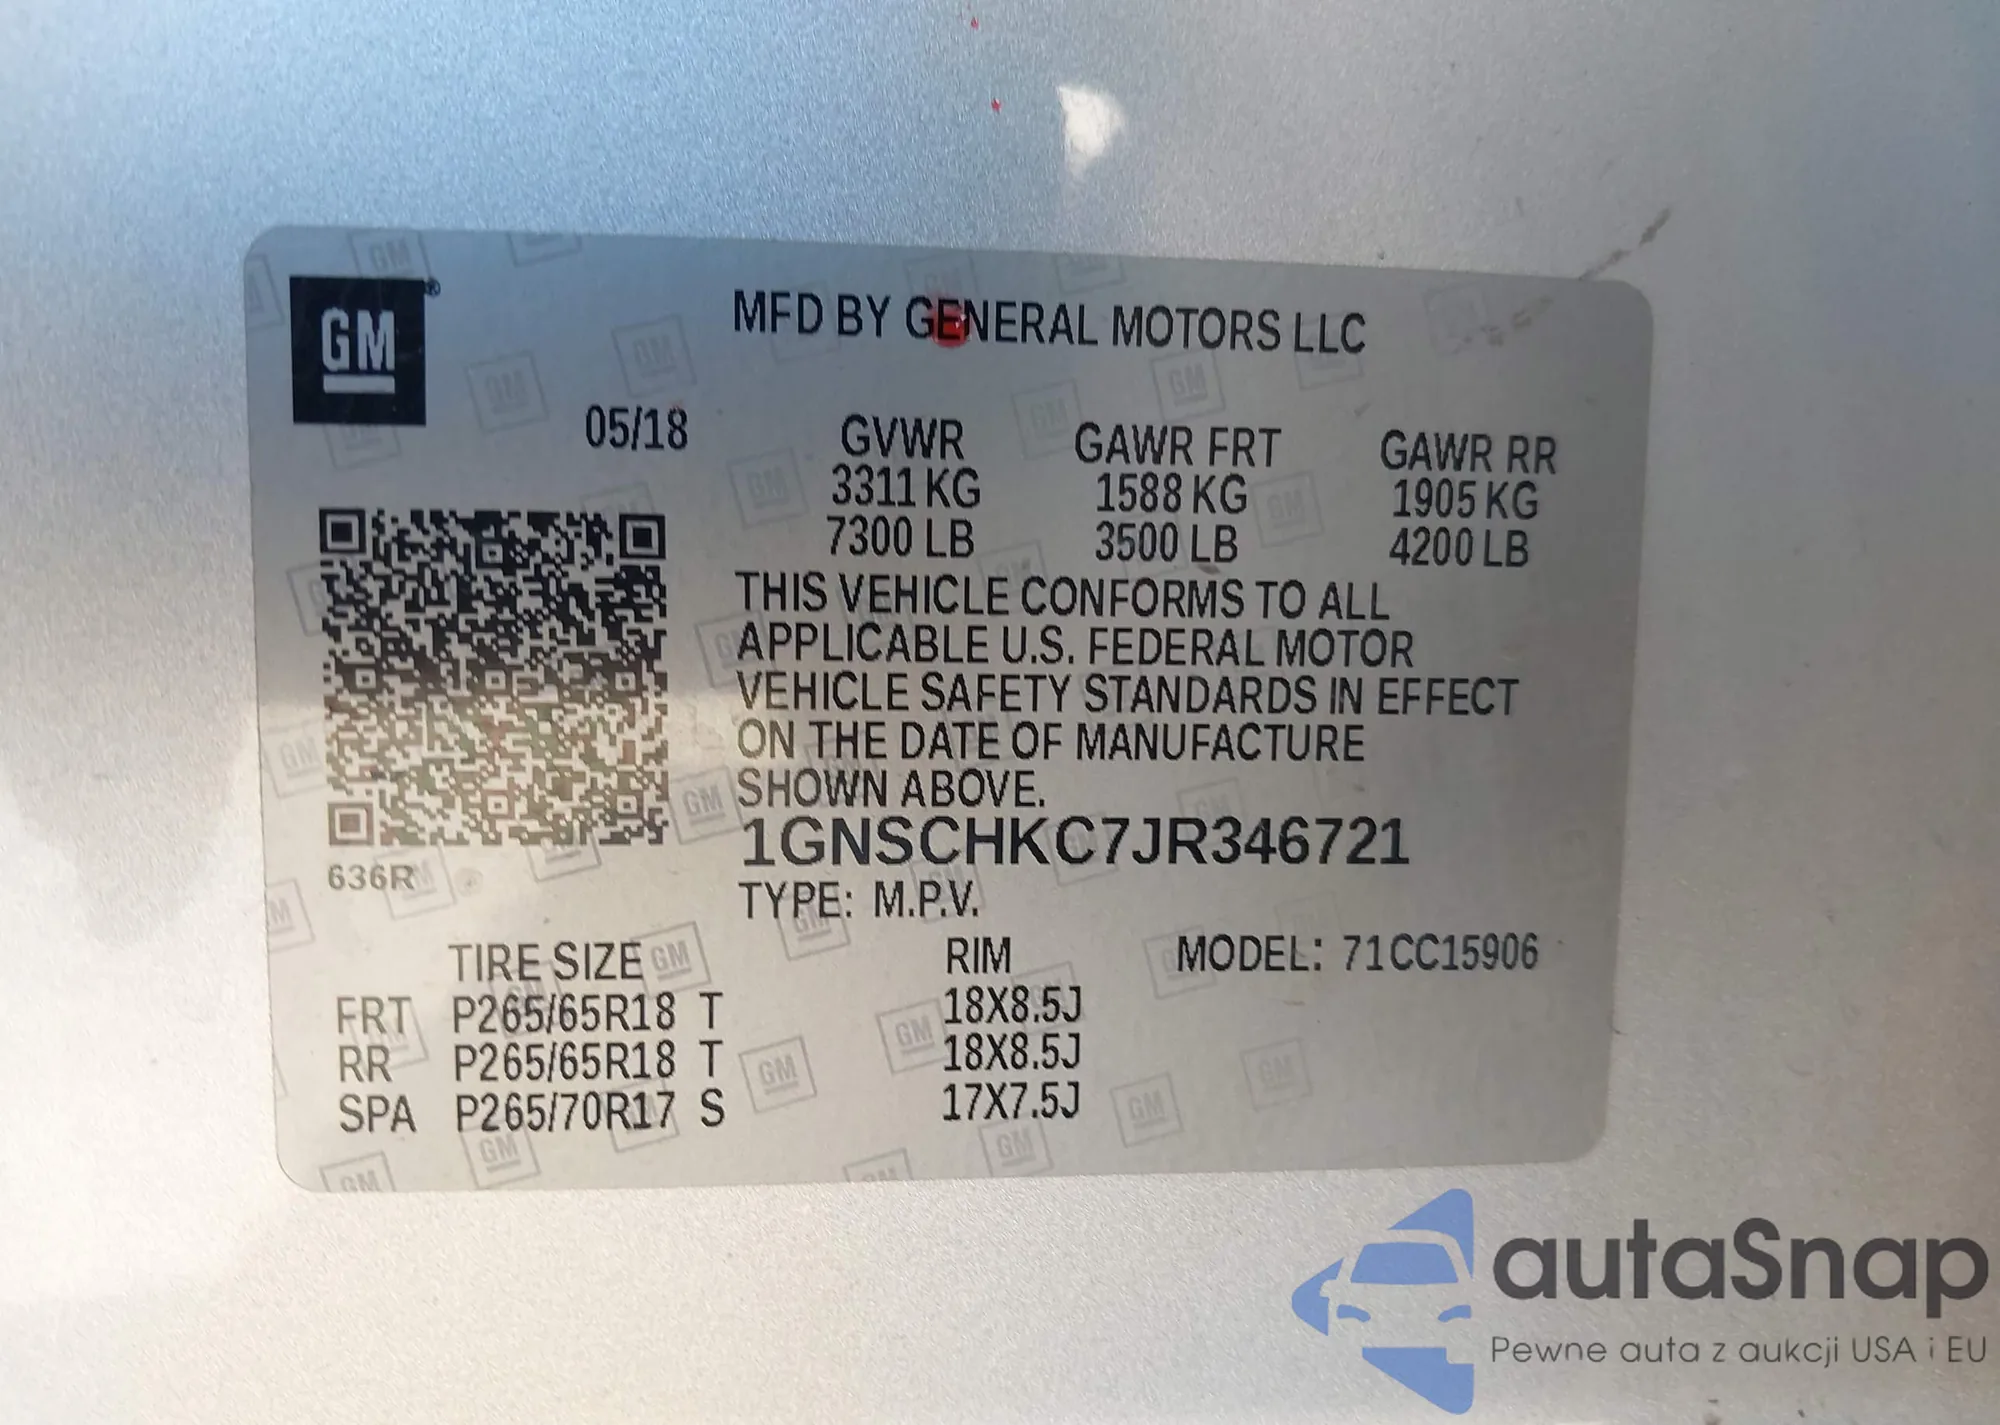 GM®
MFD BY GENERAL MOTORS LLC
05/18
GVWR GAWR FRT GAWR RR
3311 KG 1588 KG 1905 KG
7300 LB 3500 LB 4200 LB
THIS VEHICLE CONFORMS TO ALL
APPLICABLE U.S. FEDERAL MOTOR
VEHICLE SAFETY STANDARDS IN EFFECT
ON THE DATE OF MANUFACTURE
SHOWN ABOVE.
1GNSCHKC7JR346721
636R
TYPE: M.P.V.
TIRE SIZE RIM MODEL: 71CC15906
FRT P265/65R18 T 18X8.5J
RR P265/65R18 T 18X8.5J
SPA P265/70R17 S 17X7.5J
autaSnap
Pewne auta z aukcji USA i EU